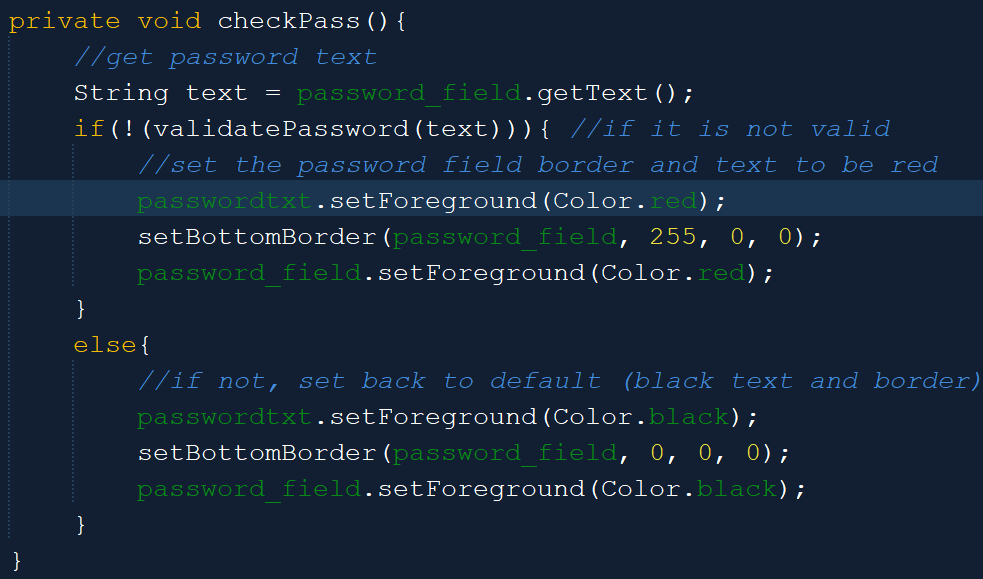 private void checkPass(){
//get password text
String text = password_field.getText();
if(!(validatePassword(text))){ //if it is not valid
//set the password field border and text to be red
passwordtxt.setForeground(Color.red);
setBottomBorder(password_field, 255, 0, 0);
password_field.setForeground(Color.red);
}
else{
//if not, set back to default (black text and border)
passwordtxt.setForeground(Color.black);
setBottomBorder(password_field, 0, 0, 0);
password_field.setForeground(Color.black);
}
}